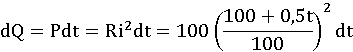 dQ = Pdt = Ri²dt = 100 ((100 + 0,5t)/100)² dt